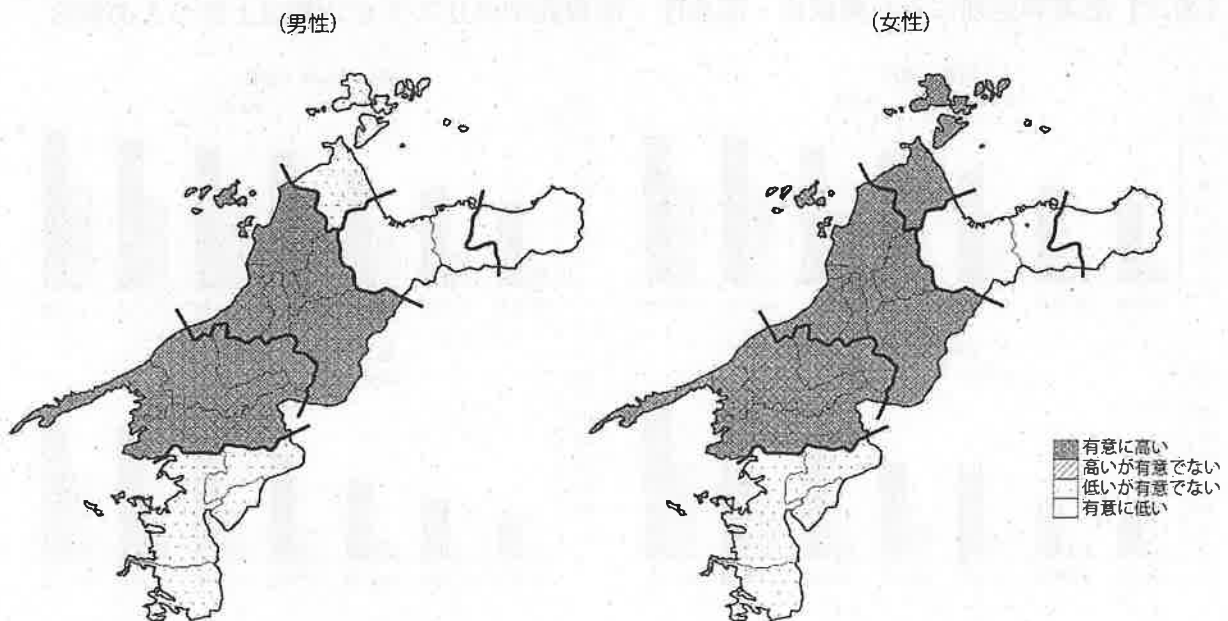 (男性)
(女性)
有意に高い
高いが有意でない
低いが有意でない
有意に低い